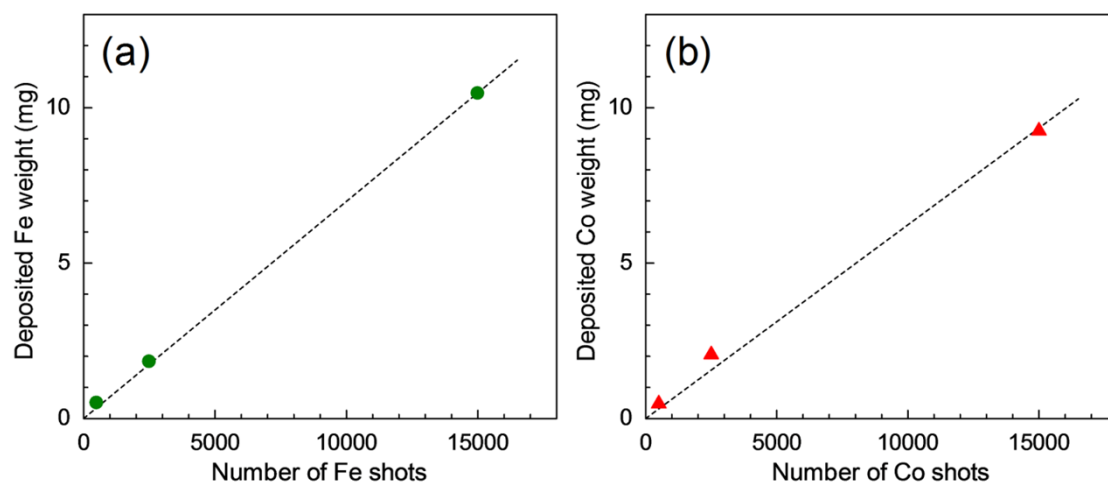 (a)
Deposited Fe weight (mg)
10
5
0
0 5000 10000 15000
Number of Fe shots
(b)
Deposited Co weight (mg)
10
5
0
0 5000 10000 15000
Number of Co shots